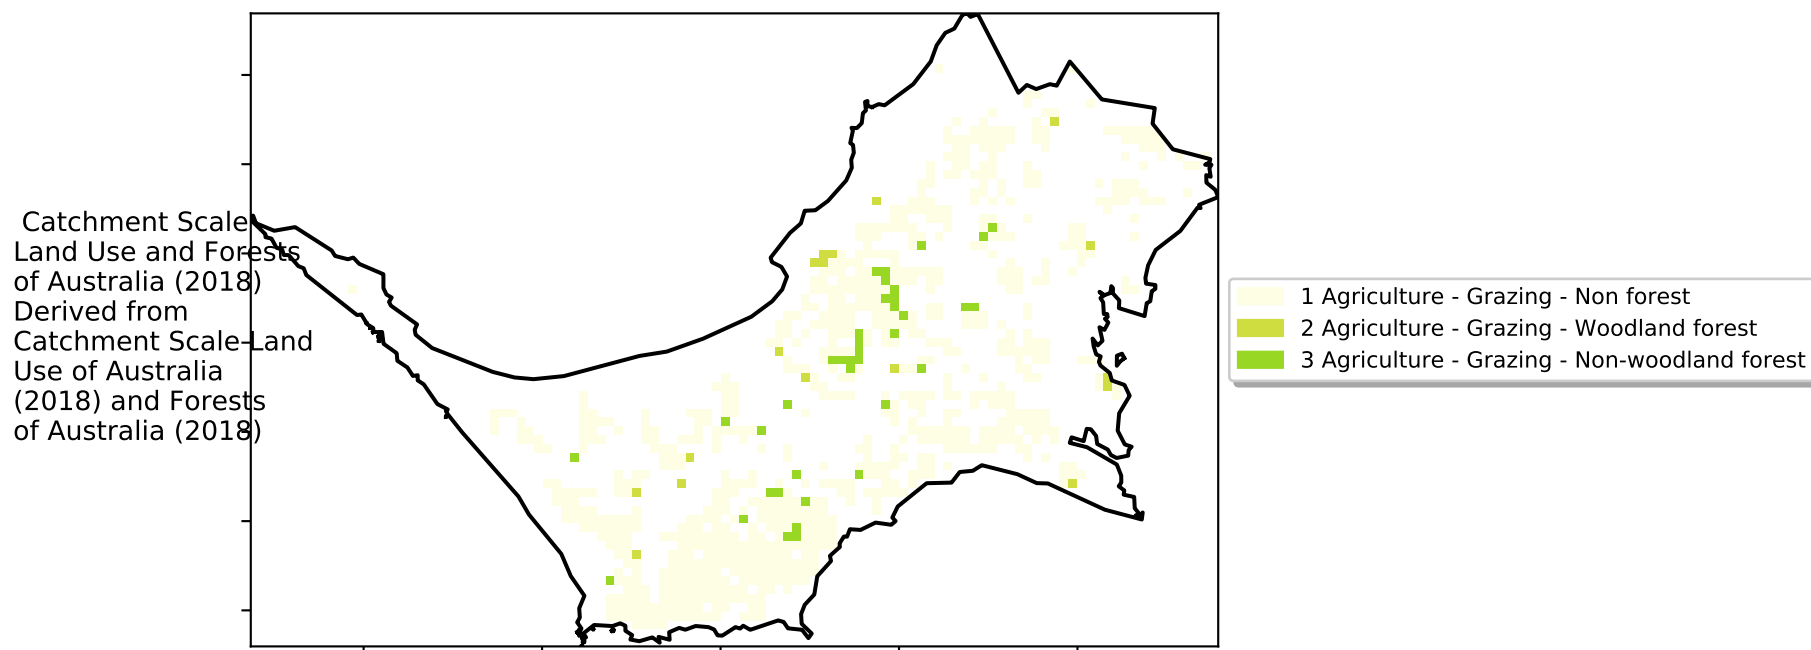 Catchment Scale
Land Use and Forests
of Australia (2018)
Derived from
Catchment Scale Land
Use of Australia
(2018) and Forests
of Australia (2018)
1 Agriculture - Grazing - Non forest
2 Agriculture - Grazing - Woodland forest
3 Agriculture - Grazing - Non-woodland forest